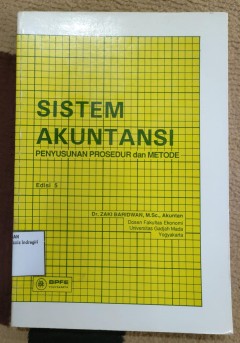 SISTEM
AKUNTANSI
PENYUSUNAN PROSEDUR dan METODE
Edisi 5
Dr. ZAKI BARIDWAN, M.Sc., Akuntan
Dosen Fakultas Ekonomi
Universitas Gadjah Mada
Yogyakarta
BPFE